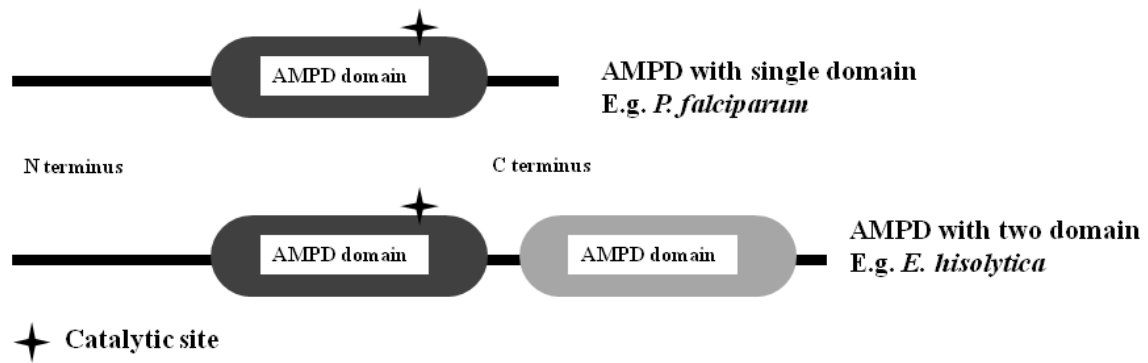 AMPD domain
AMPD with single domain
E.g. P. falciparum
N terminus
C terminus
AMPD domain
AMPD domain
AMPD with two domain
E.g. E. hisolytica
Catalytic site